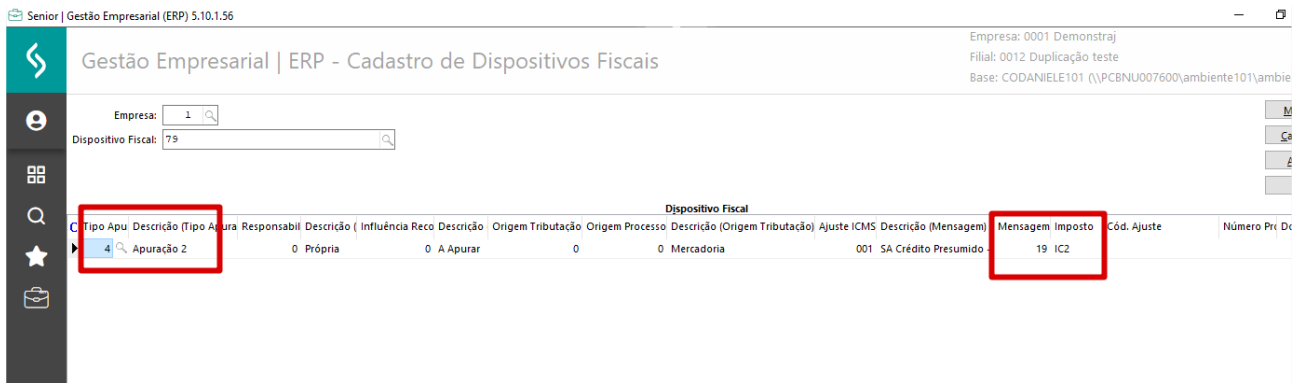 Senior | Gestão Empresarial (ERP) 5.10.1.56
Gestão Empresarial | ERP - Cadastro de Dispositivos Fiscais
Empresa: 0001 Demonstraj
Filial: 0012 Duplicação teste
Base: CODANIELE101 (\\PCBNU007600\ambiente101\ambie
Empresa: 1
Dispositivo Fiscal: 79
M
Ca
A
Dispositivo Fiscal
C Tipo Apu Descrição (Tipo Apura Responsabil Descrição ( Influência Reco Descrição Origem Tributação Origem Processo Descrição (Origem Tributação) Ajuste ICMS Descrição (Mensagem) Mensagem Imposto Cód. Ajuste Número Pro Do
4 Apuração 2 0 Própria 0 A Apurar 0 0 Mercadoria 001 SA Crédito Presumido - 19 IC2